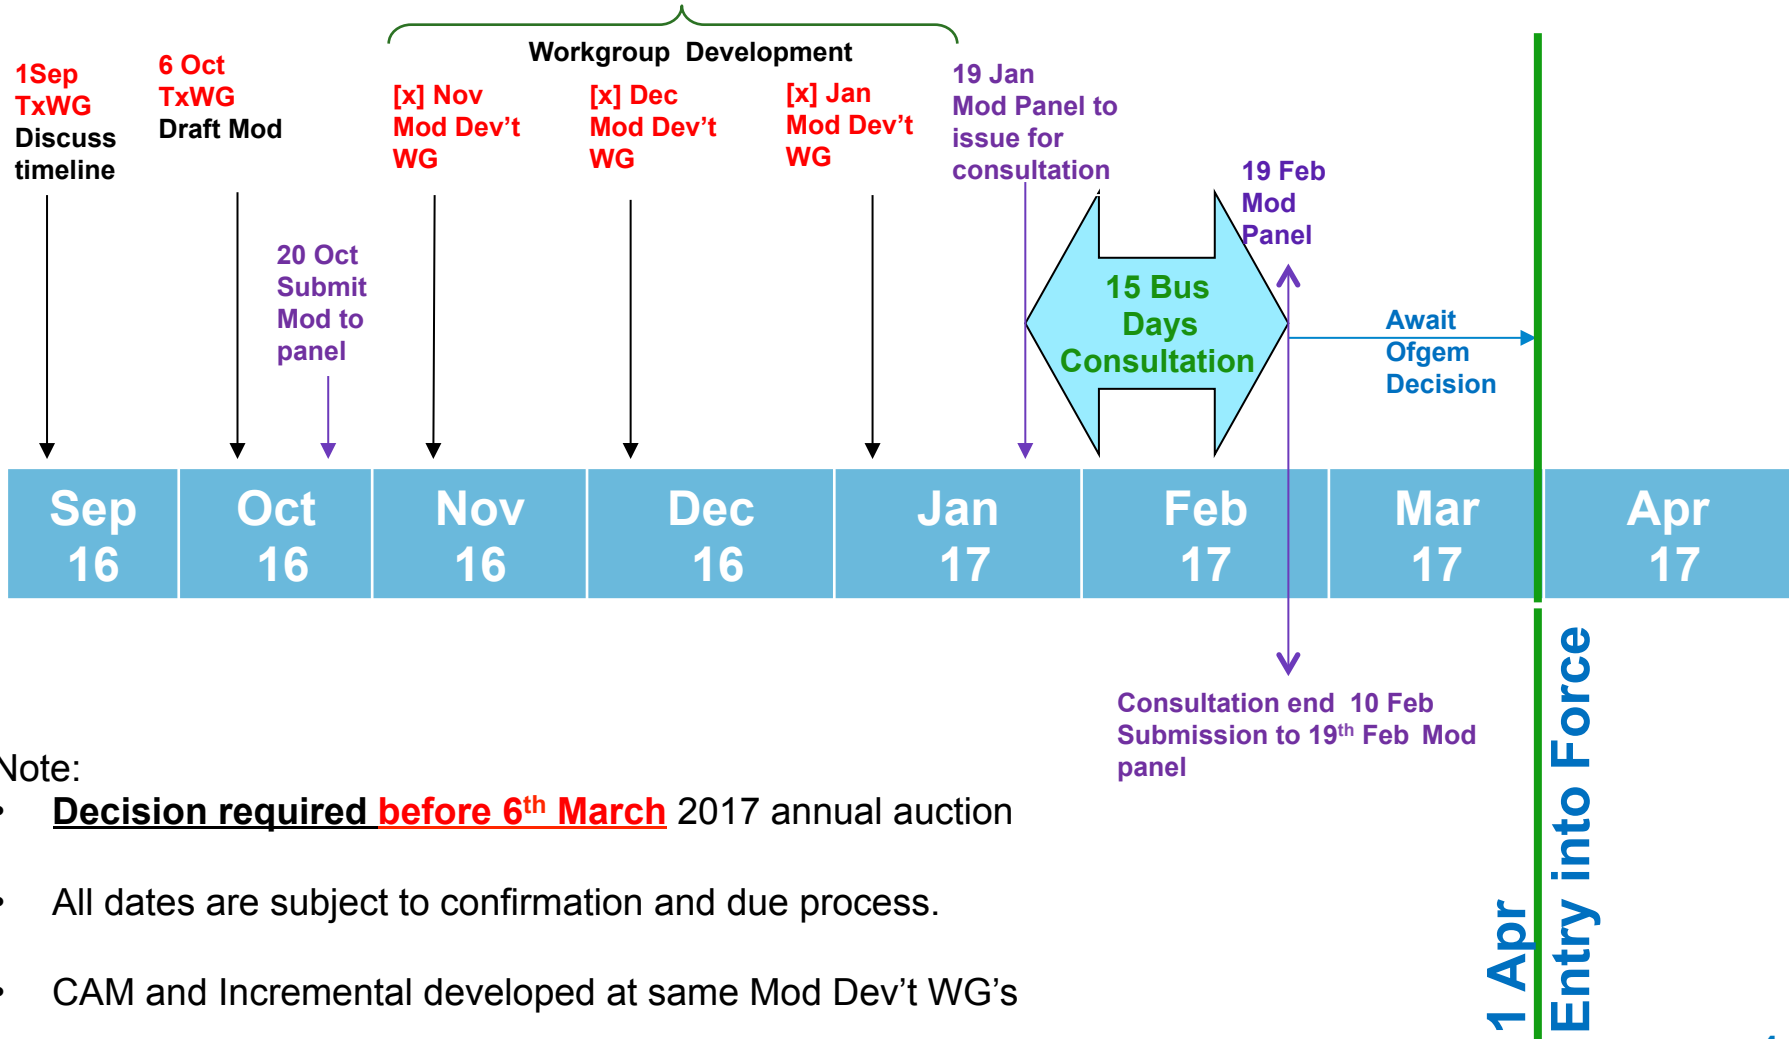 Workgroup Development
1Sep
TxWG
Discuss
timeline
6 Oct
TxWG
Draft Mod
20 Oct
Submit
Mod to
panel
[x] Nov
Mod Dev’t
WG
[x] Dec
Mod Dev’t
WG
[x] Jan
Mod Dev’t
WG
19 Jan
Mod Panel to
issue for
consultation
15 Bus
Days
Consultation
19 Feb
Mod
Panel
Await
Ofgem
Decision
Sep
16
Oct
16
Nov
16
Dec
16
Jan
17
Feb
17
Mar
17
Apr
17
Consultation end 10 Feb
Submission to 19th Feb Mod
panel
1 Apr
Entry into Force
Note:
• Decision required before 6th March 2017 annual auction
• All dates are subject to confirmation and due process.
• CAM and Incremental developed at same Mod Dev’t WG’s